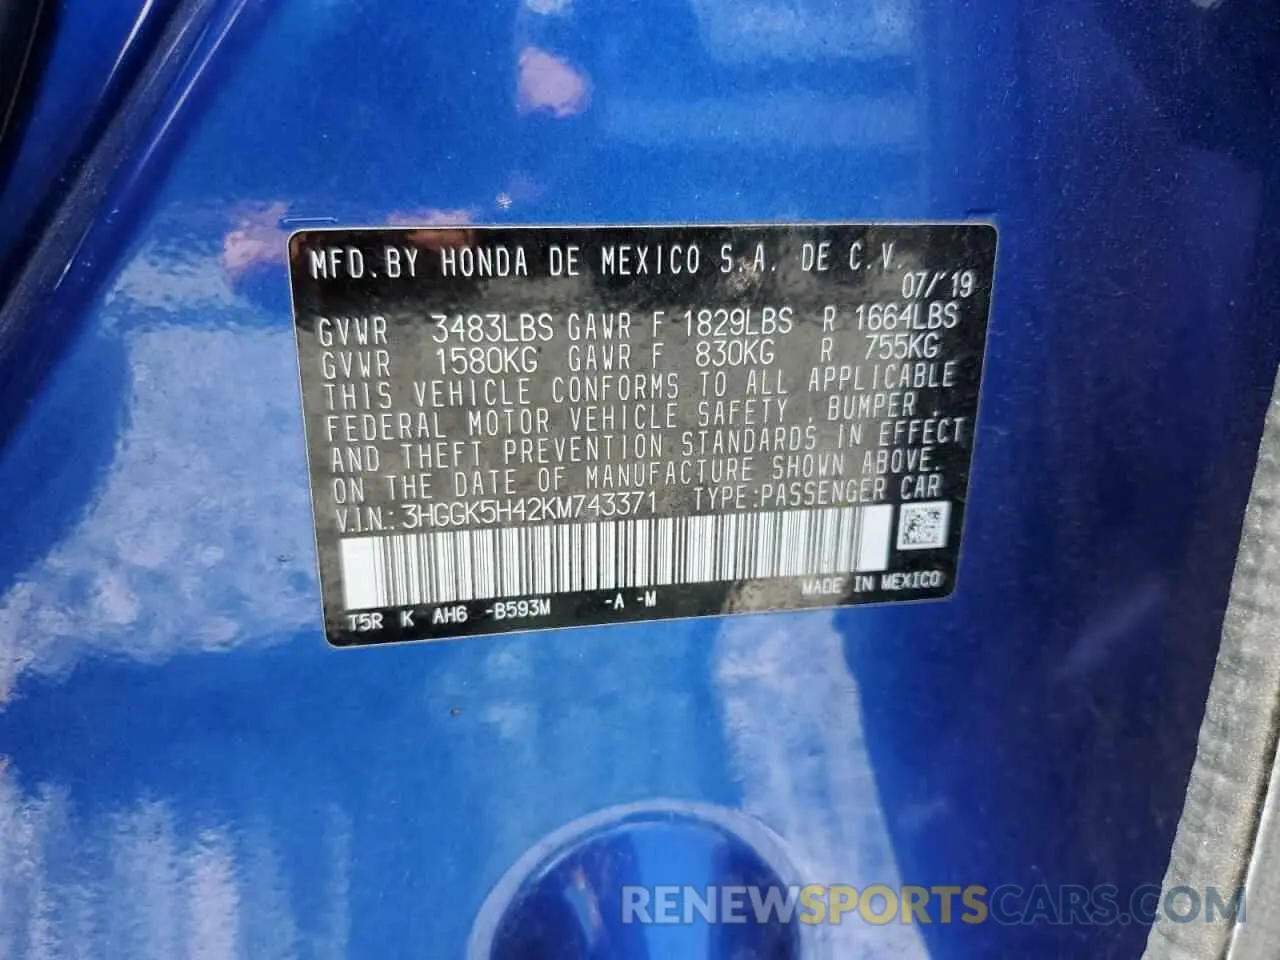 MFD.BY HONDA DE MEXICO S.A. DE C.V.
07/'19
GVWR 3483LBS GAWR F 1829LBS R 1664LBS
GVWR 1580KG GAWR F 830KG R 755KG
THIS VEHICLE CONFORMS TO ALL APPLICABLE
FEDERAL MOTOR VEHICLE SAFETY , BUMPER ,
AND THEFT PREVENTION STANDARDS IN EFFECT
ON THE DATE OF MANUFACTURE SHOWN ABOVE.
V.I.N.: 3HGGK5H42KM743371 TYPE:PASSENGER CAR
MADE IN MEXICO
T5R K AH6 -B593M -A -M
RENEWSPORTSCARS.COM